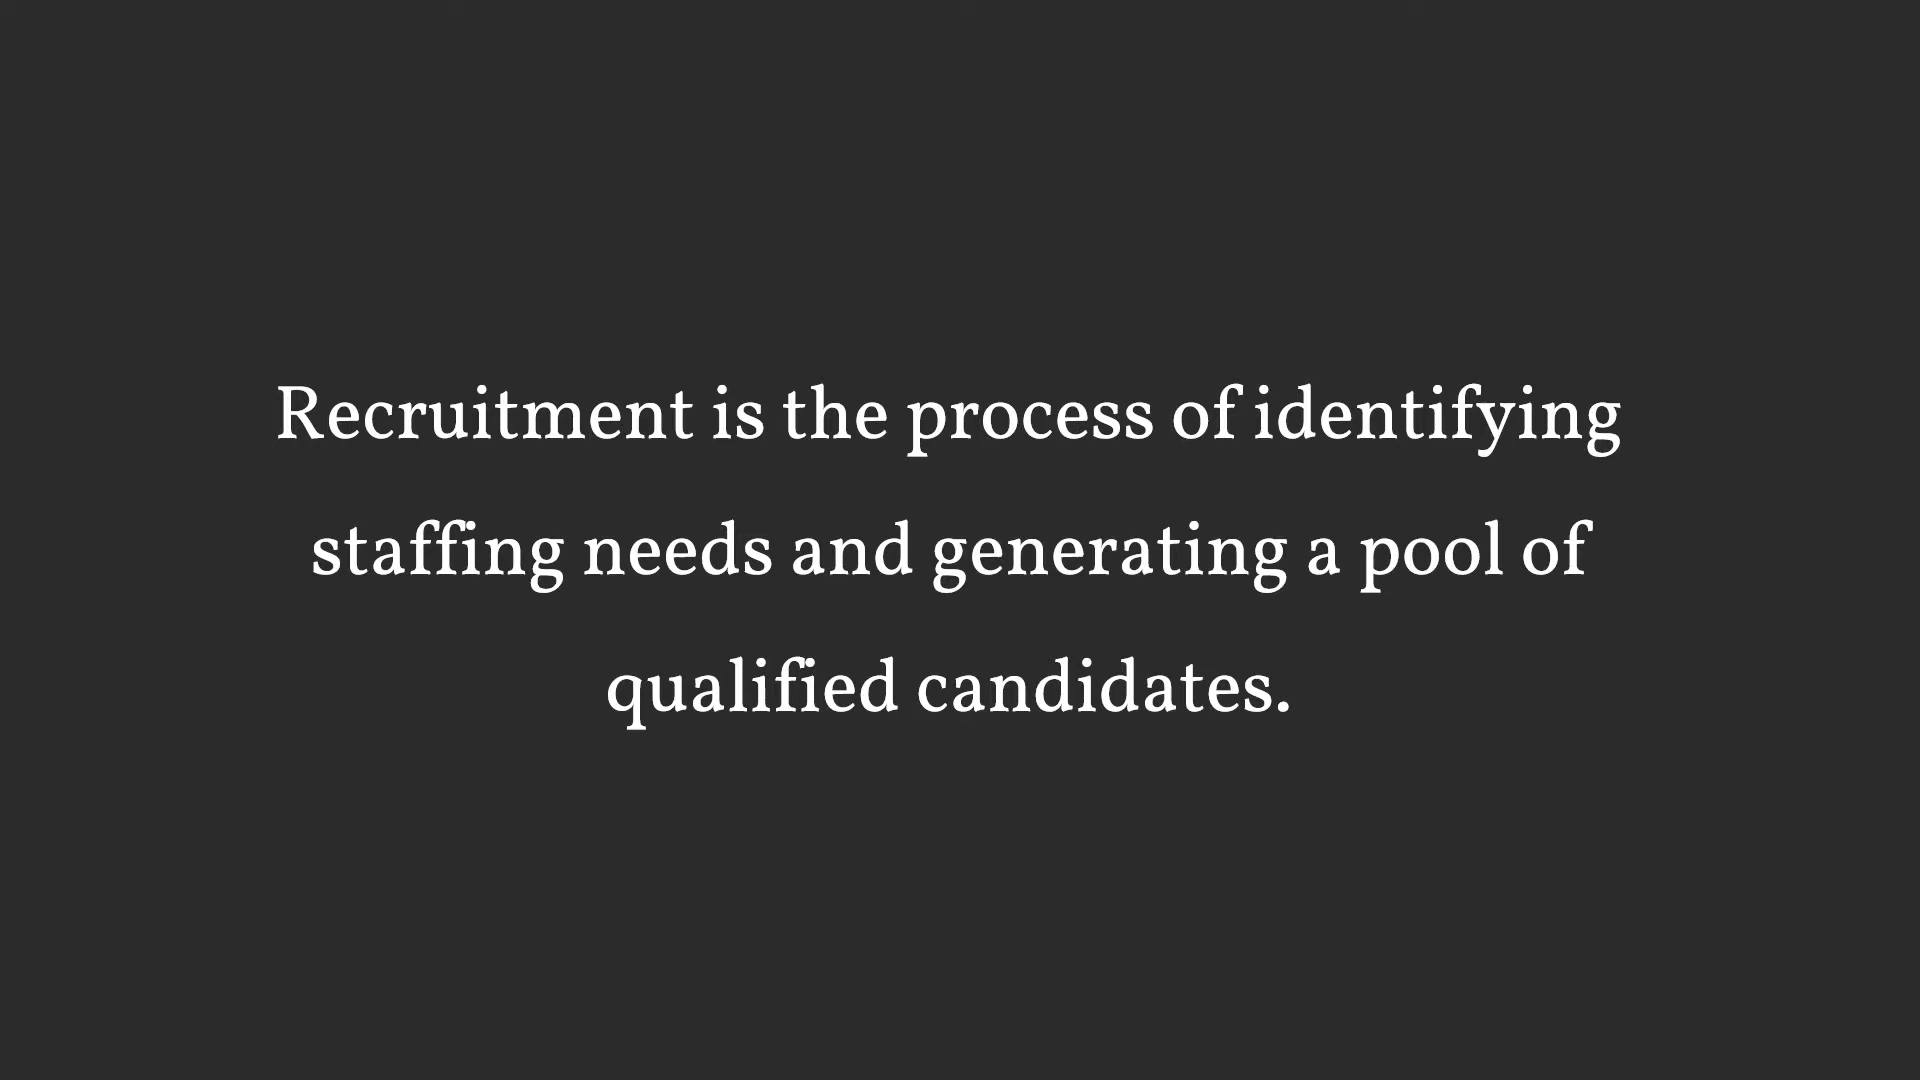 Recruitment is the process of identifying
staffing needs and generating a pool of
qualified candidates.